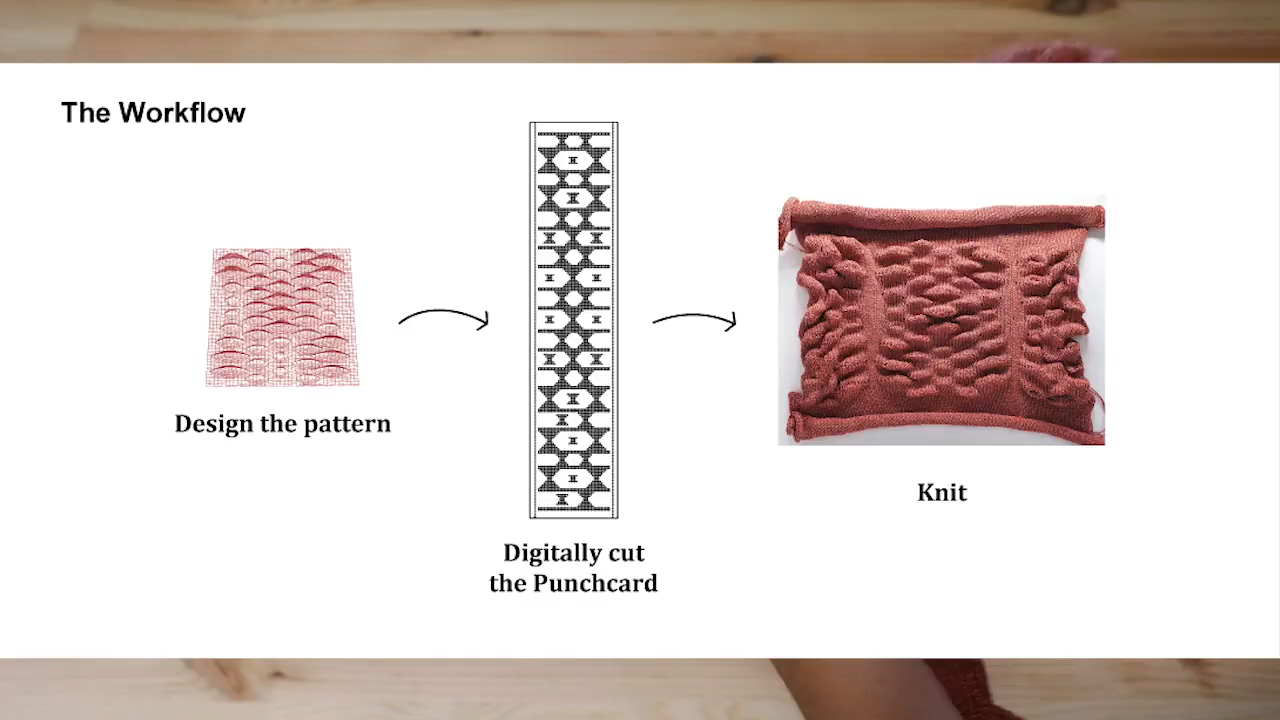 The Workflow
Design the pattern
Digitally cut
the Punchcard
Knit